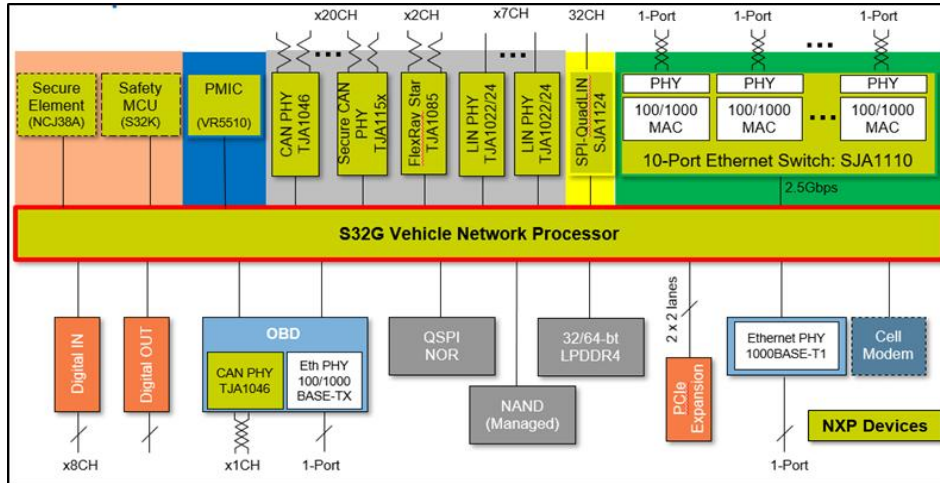 x20CH
x2CH
x7CH
32CH
1-Port
1-Port
1-Port
Secure
Element
(NCJ38A)
Safety
MCU
(S32K)
PMIC
(VR5510)
CAN PHY
TJA1046
Secure CAN
PHY
TJA115x
FlexRay Star
TJA1085
LIN PHY
TJA1022/24
LIN PHY
TJA1022/24
SPI-QuadLIN
SJA1124
PHY
100/1000
MAC
PHY
100/1000
MAC
PHY
100/1000
MAC
10-Port Ethernet Switch: SJA1110
2.5Gbps
S32G Vehicle Network Processor
Digital IN
x8CH
Digital OUT
OBD
CAN PHY
TJA1046
Eth PHY
100/1000
BASE-TX
x1CH
1-Port
QSPI
NOR
NAND
(Managed)
32/64-bt
LPDDR4
2 x 2 lanes
PCIe
Expansion
Ethernet PHY
1000BASE-T1
1-Port
Cell
Modem
NXP Devices